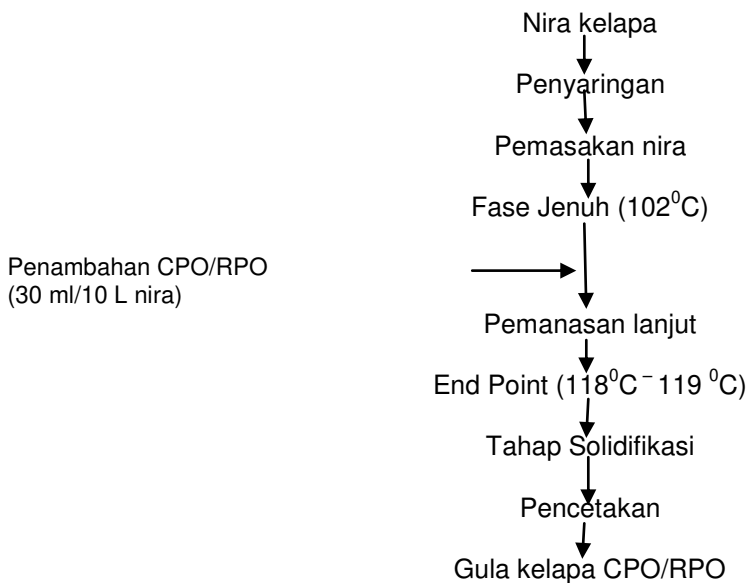 Nira kelapa
Penyaringan
Pemasakan nira
Fase Jenuh (102⁰C)
Penambahan CPO/RPO
(30 ml/10 L nira)
Pemanasan lanjut
End Point (118⁰C – 119 ⁰C)
Tahap Solidifikasi
Pencetakan
Gula kelapa CPO/RPO